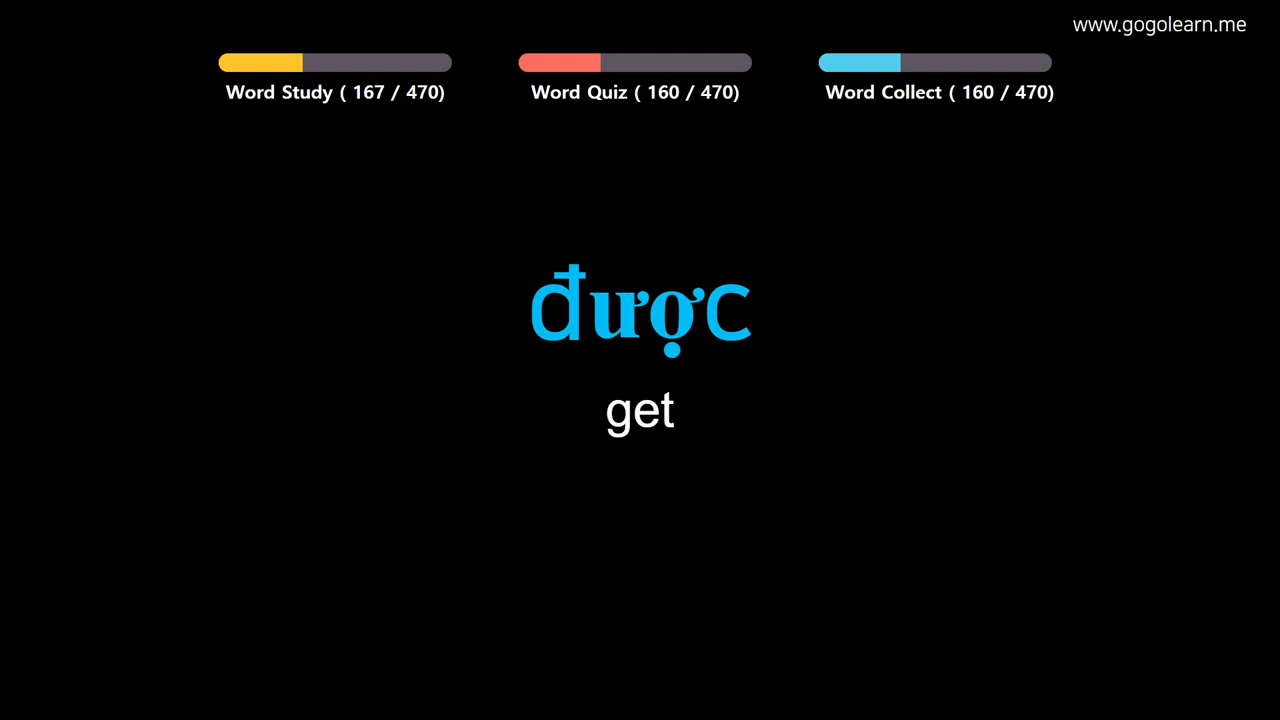 www.gogolearn.me
Word Study ( 167 / 470)
Word Quiz ( 160 / 470)
Word Collect ( 160 / 470)
được
get